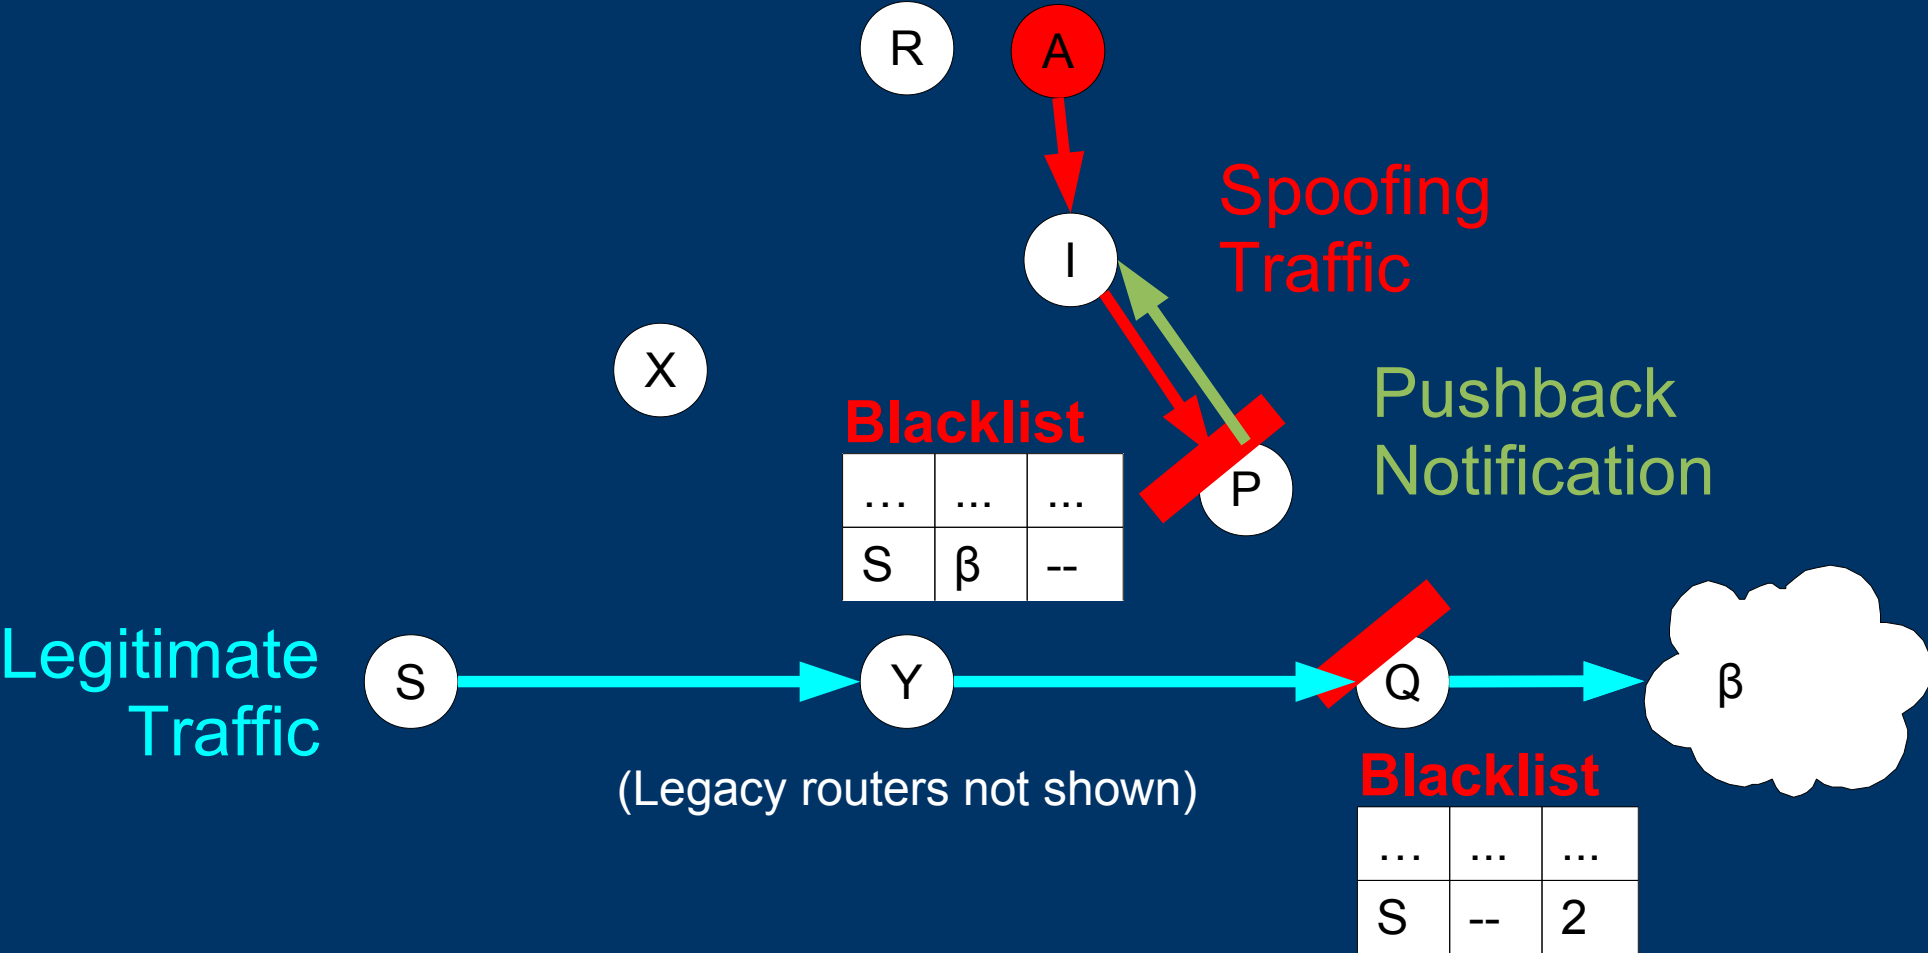 R
A
Spoofing
Traffic
I
X
Pushback
Notification
Blacklist
... ... ...
S β --
P
Legitimate
Traffic
S
Y
Q
β
(Legacy routers not shown)
Blacklist
... ... ...
S -- 2